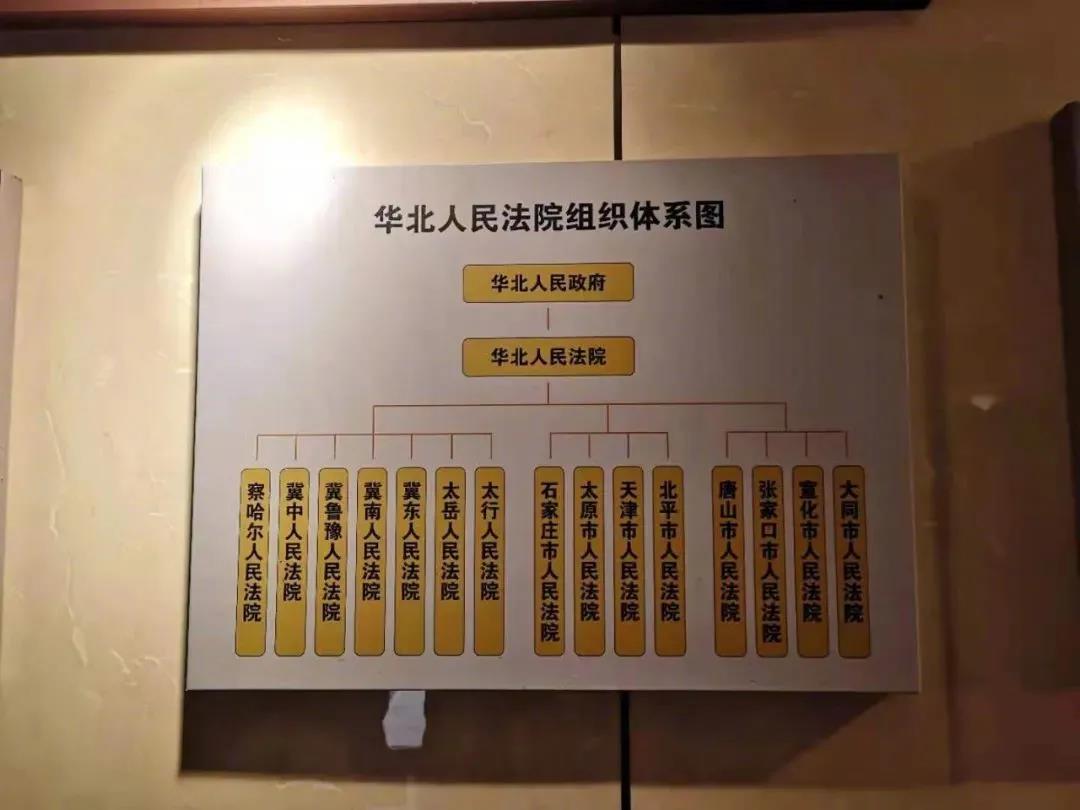 华北人民法院组织体系图
华北人民政府
华北人民法院
察哈尔人民法院
冀中人民法院
冀鲁豫人民法院
冀南人民法院
冀东人民法院
太岳人民法院
太行人民法院
石家庄市人民法院
太原市人民法院
天津市人民法院
北平市人民法院
唐山市人民法院
张家口市人民法院
宣化市人民法院
大同市人民法院